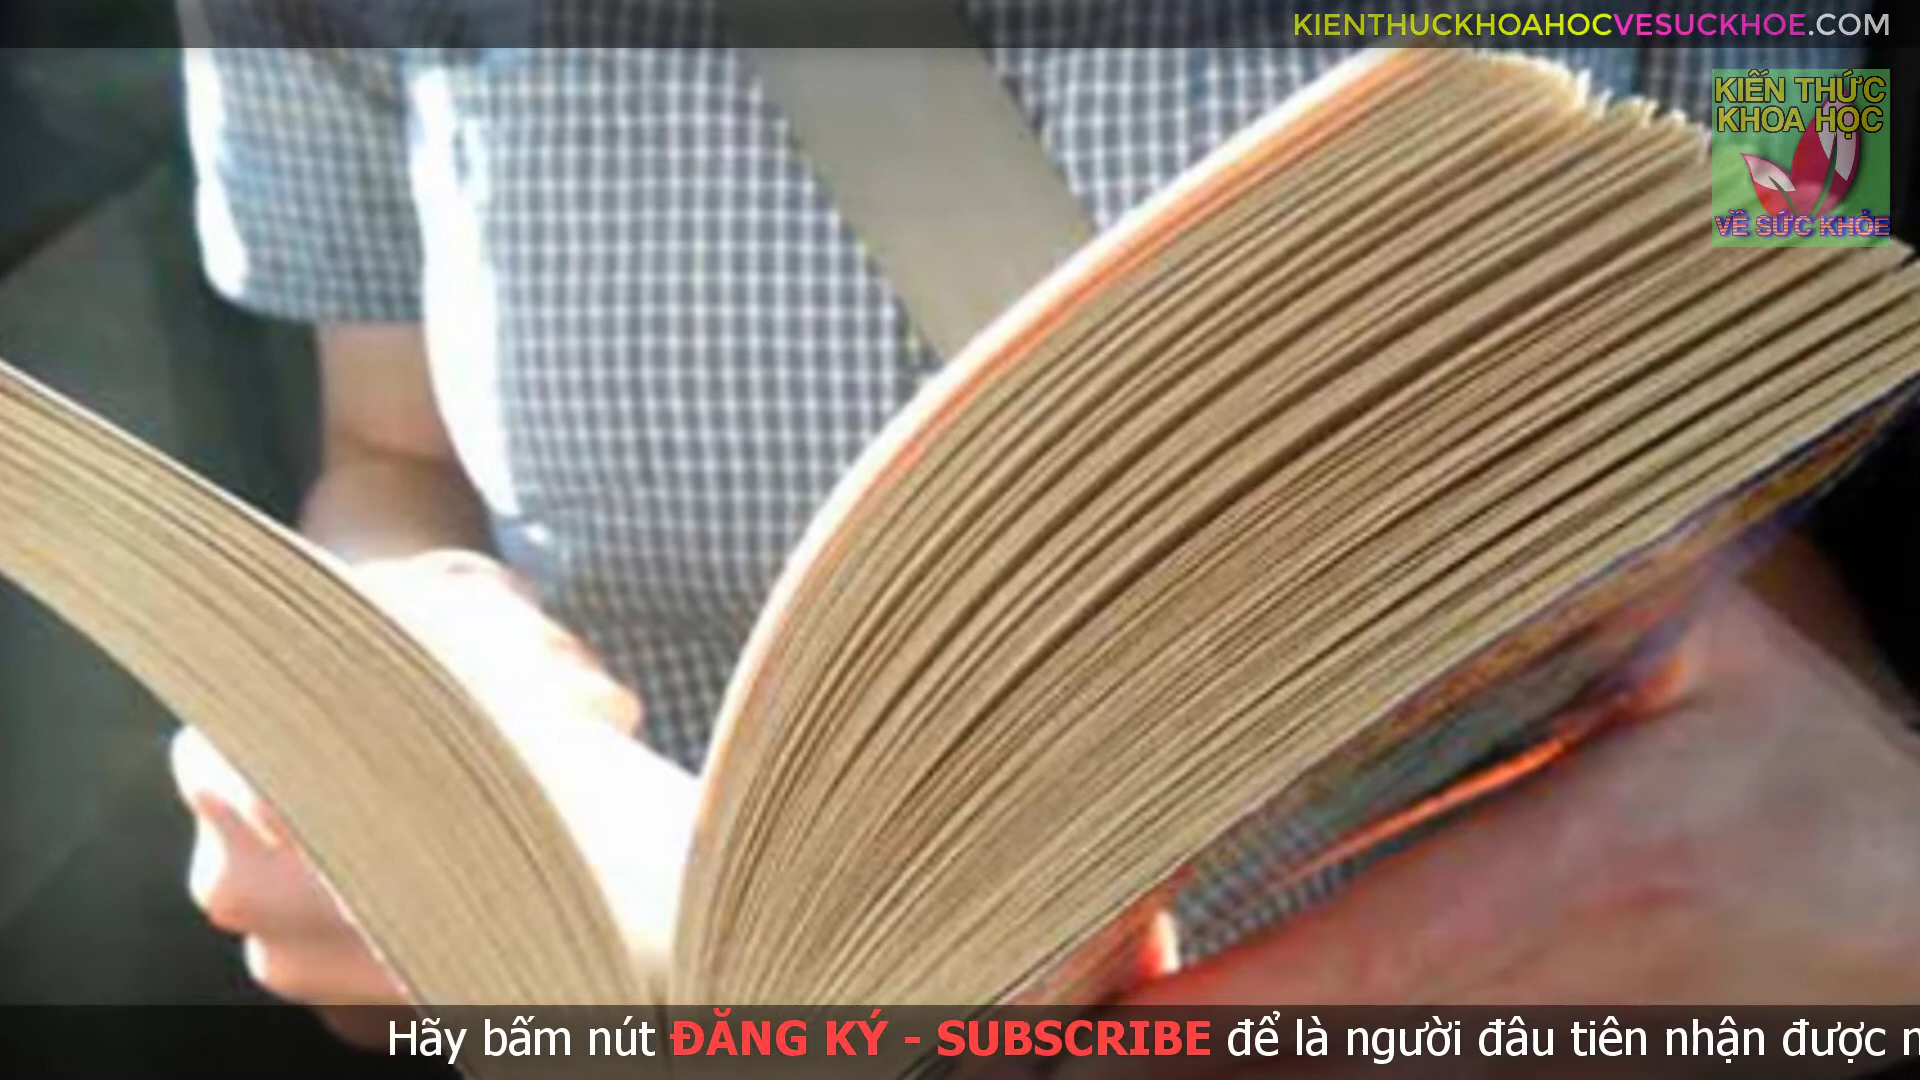 KIENTHUCKHOAHOCVESUCKHOE.COM
KIẾN THỨC
KHOA HỌC
VỀ SỨC KHỎE
Hãy bấm nút ĐĂNG KÝ - SUBSCRIBE để là người đâu tiên nhận được